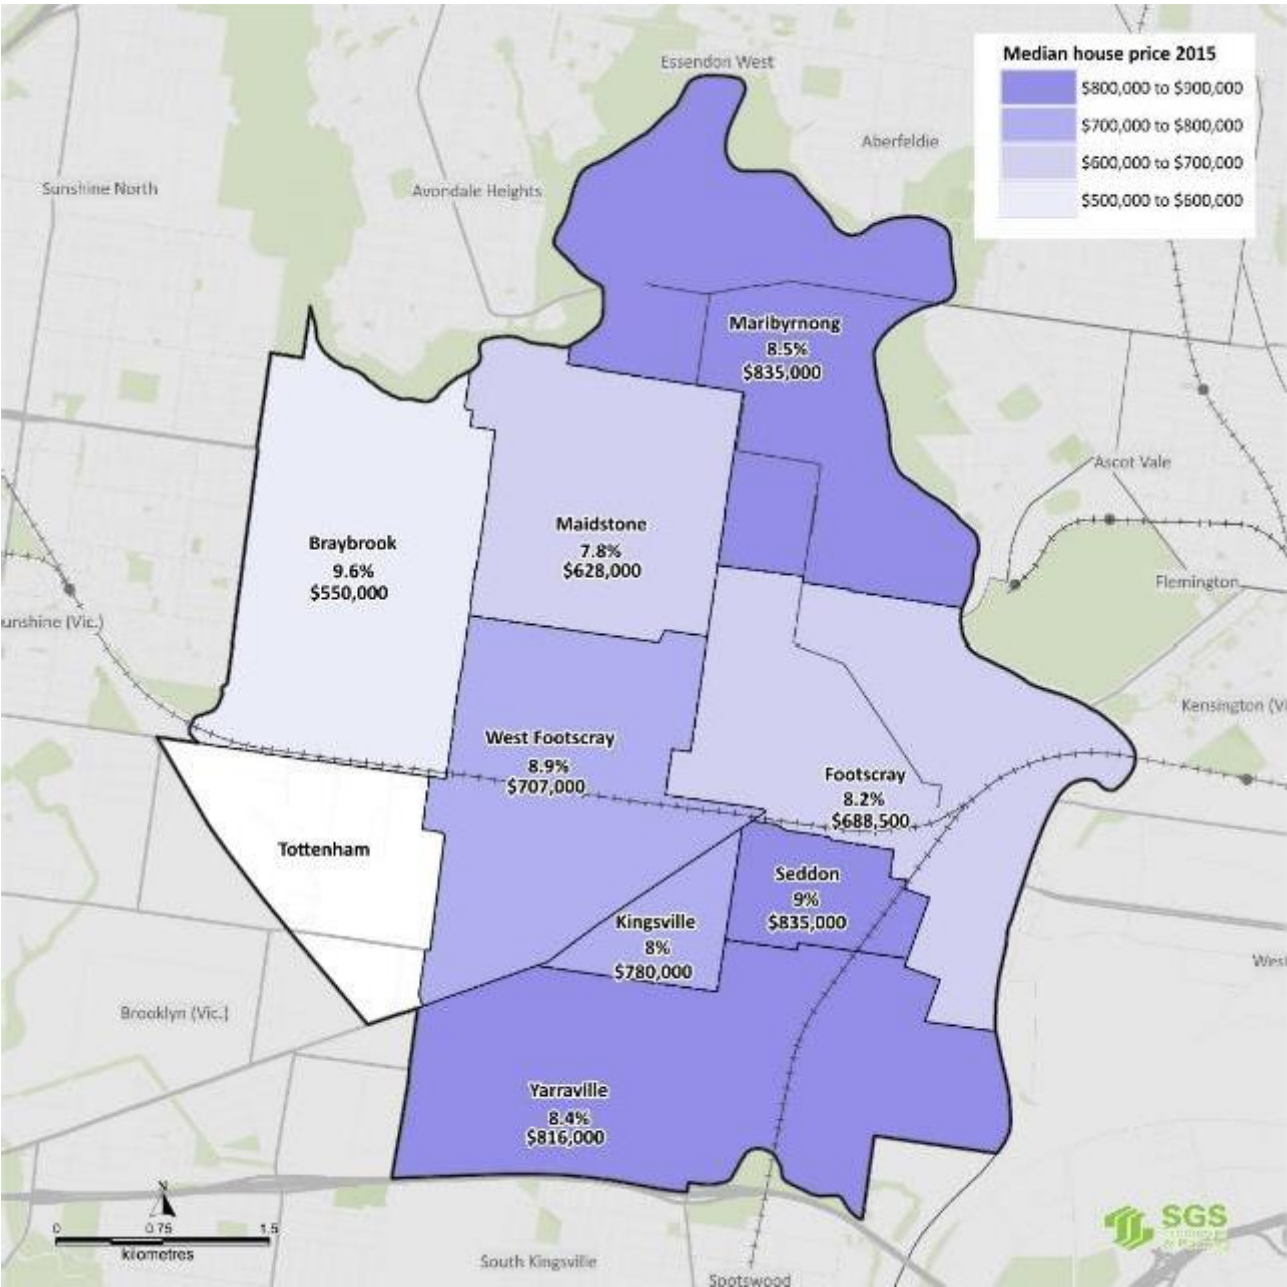 Median house price 2015
$800,000 to $900,000
$700,000 to $800,000
$600,000 to $700,000
$500,000 to $600,000
Essendon West
Aberfeldie
Sunshine North
Avondale Heights
Maribyrnong
8.5%
$835,000
Ascot Vale
Maidstone
7.8%
$628,000
Braybrook
9.6%
$550,000
Flemington
unshine (Vic.)
Kensington (Vi
West Footscray
8.9%
$707,000
Footscray
8.2%
$688,500
Tottenham
Seddon
9%
$835,000
Kingsville
8%
$780,000
West
Brooklyn (Vic.)
Yarraville
8.4%
$816,000
N
0 0.75 1.5
kilometres
SGS
South Kingsville
Spotswood